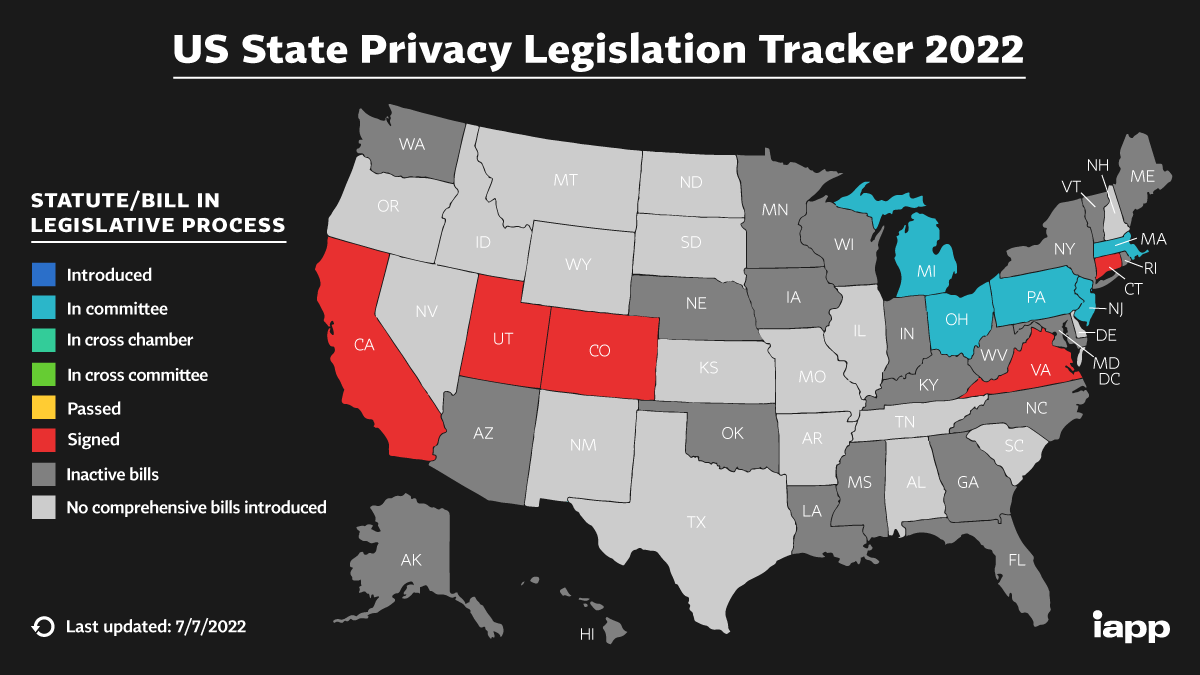 US State Privacy Legislation Tracker 2022
STATUTE/BILL IN
LEGISLATIVE PROCESS
Introduced
In committee
In cross chamber
In cross committee
Passed
Signed
Inactive bills
No comprehensive bills introduced
Last updated: 7/7/2022
WA
OR
CA
ID
NV
MT
WY
UT
CO
AZ
NM
ND
SD
NE
KS
OK
TX
MN
IA
MO
AR
LA
WI
IL
MS
MI
IN
KY
TN
AL
OH
WV
GA
FL
SC
NC
VA
PA
NY
VT
NH
ME
MA
RI
CT
NJ
DE
MD
DC
AK
HI
iapp